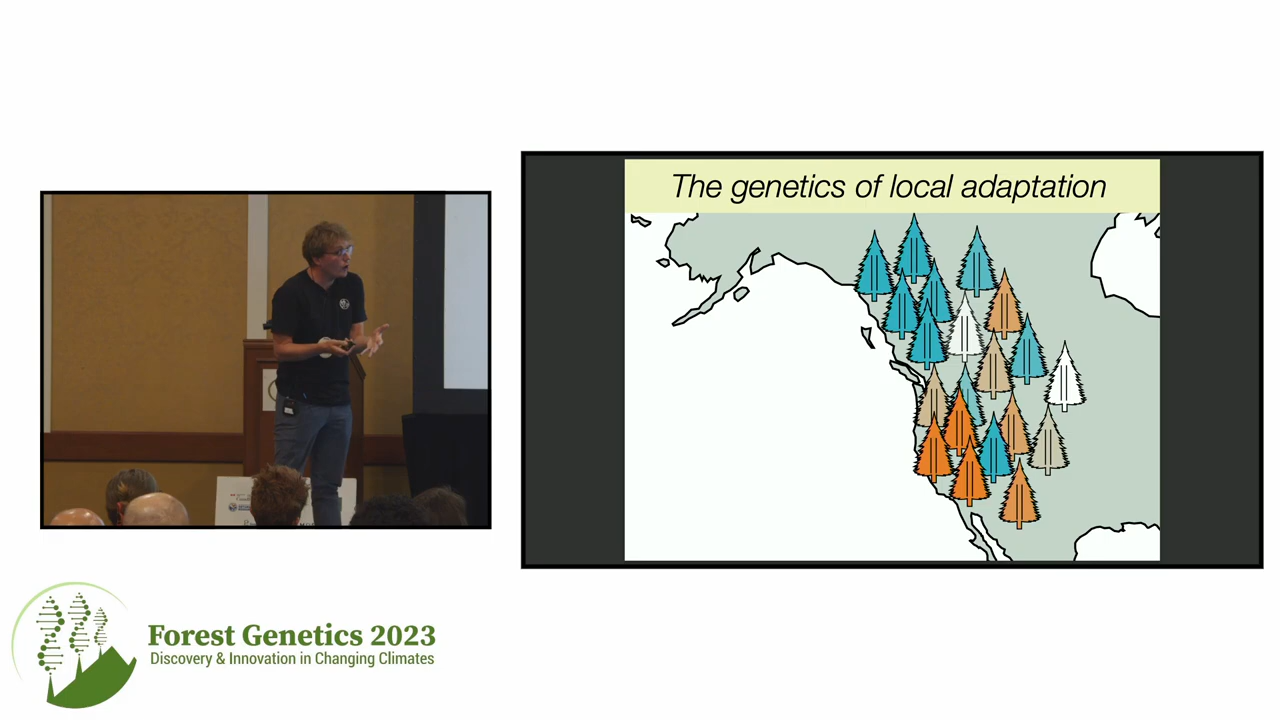 The genetics of local adaptation
Forest Genetics 2023
Discovery & Innovation in Changing Climates